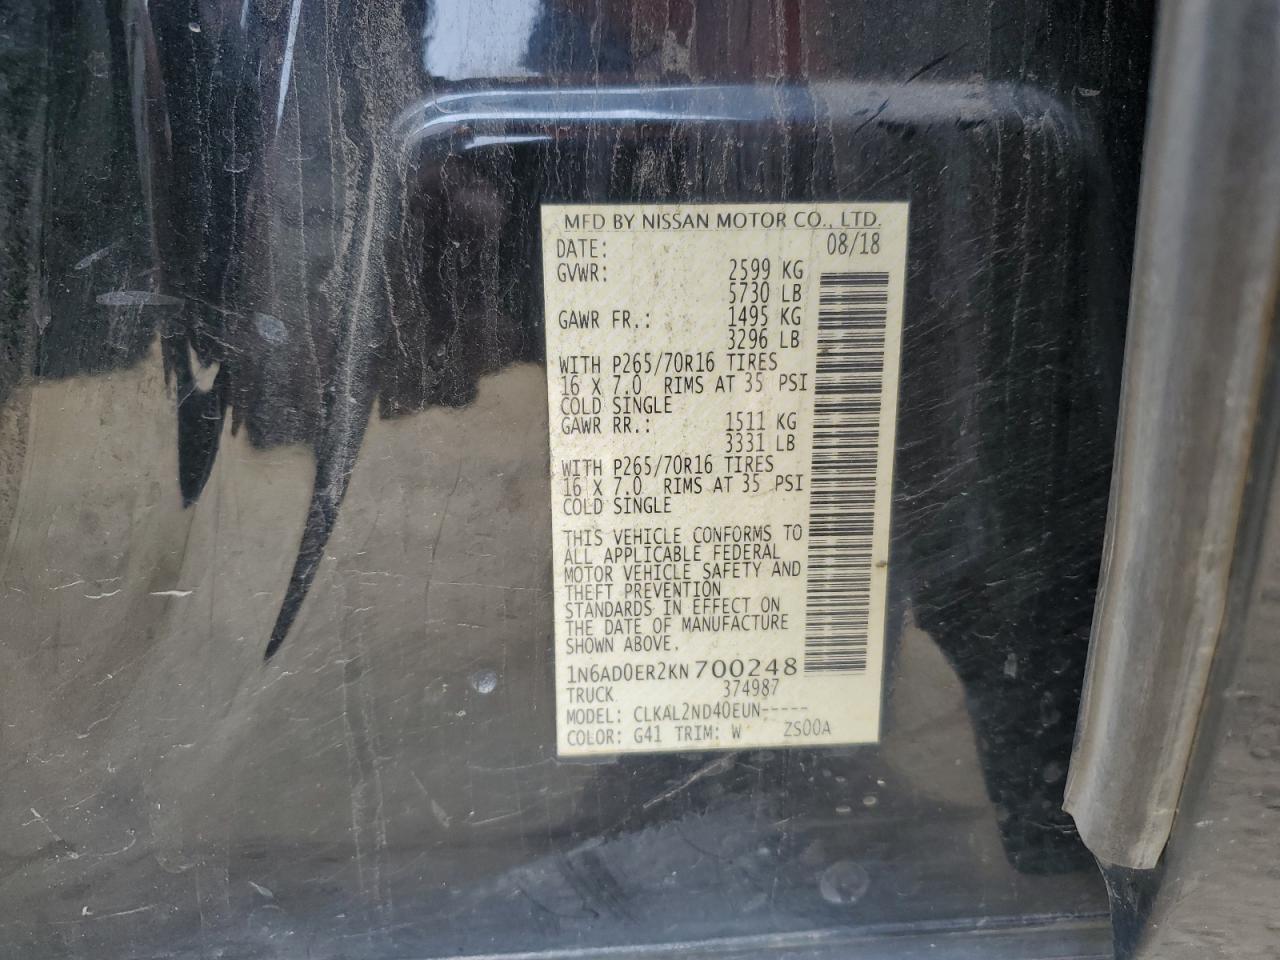 MFD BY NISSAN MOTOR CO., LTD.
DATE: 08/18
GVWR: 2599 KG
5730 LB
GAWR FR.: 1495 KG
3296 LB
WITH P265/70R16 TIRES
16 X 7.0 RIMS AT 35 PSI
COLD SINGLE
GAWR RR.: 1511 KG
3331 LB
WITH P265/70R16 TIRES
16 X 7.0 RIMS AT 35 PSI
COLD SINGLE
THIS VEHICLE CONFORMS TO
ALL APPLICABLE FEDERAL
MOTOR VEHICLE SAFETY AND
THEFT PREVENTION
STANDARDS IN EFFECT ON
THE DATE OF MANUFACTURE
SHOWN ABOVE.
1N6AD0ER2KN700248
TRUCK 374987
MODEL: CLKAL2ND40EUN-----
COLOR: G41 TRIM: W ZS00A